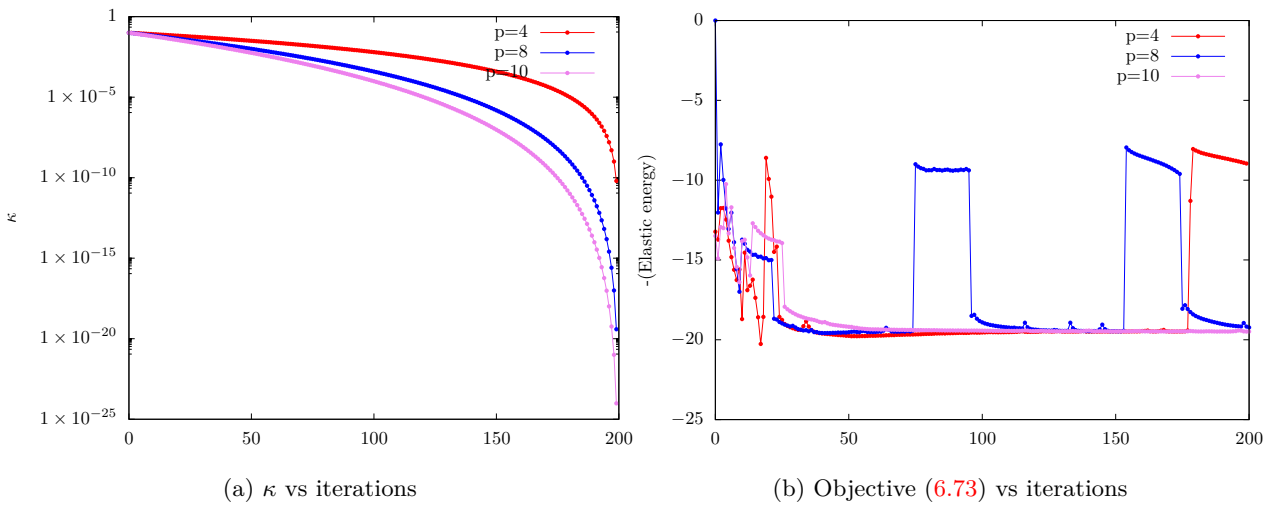 1
1 × 10⁻⁵
1 × 10⁻¹⁰
1 × 10⁻¹⁵
1 × 10⁻²⁰
1 × 10⁻²⁵
κ
0 50 100 150 200
p=4
p=8
p=10
(a) κ vs iterations
0
−5
−10
−15
−20
−25
-(Elastic energy)
0 50 100 150 200
p=4
p=8
p=10
(b) Objective (6.73) vs iterations